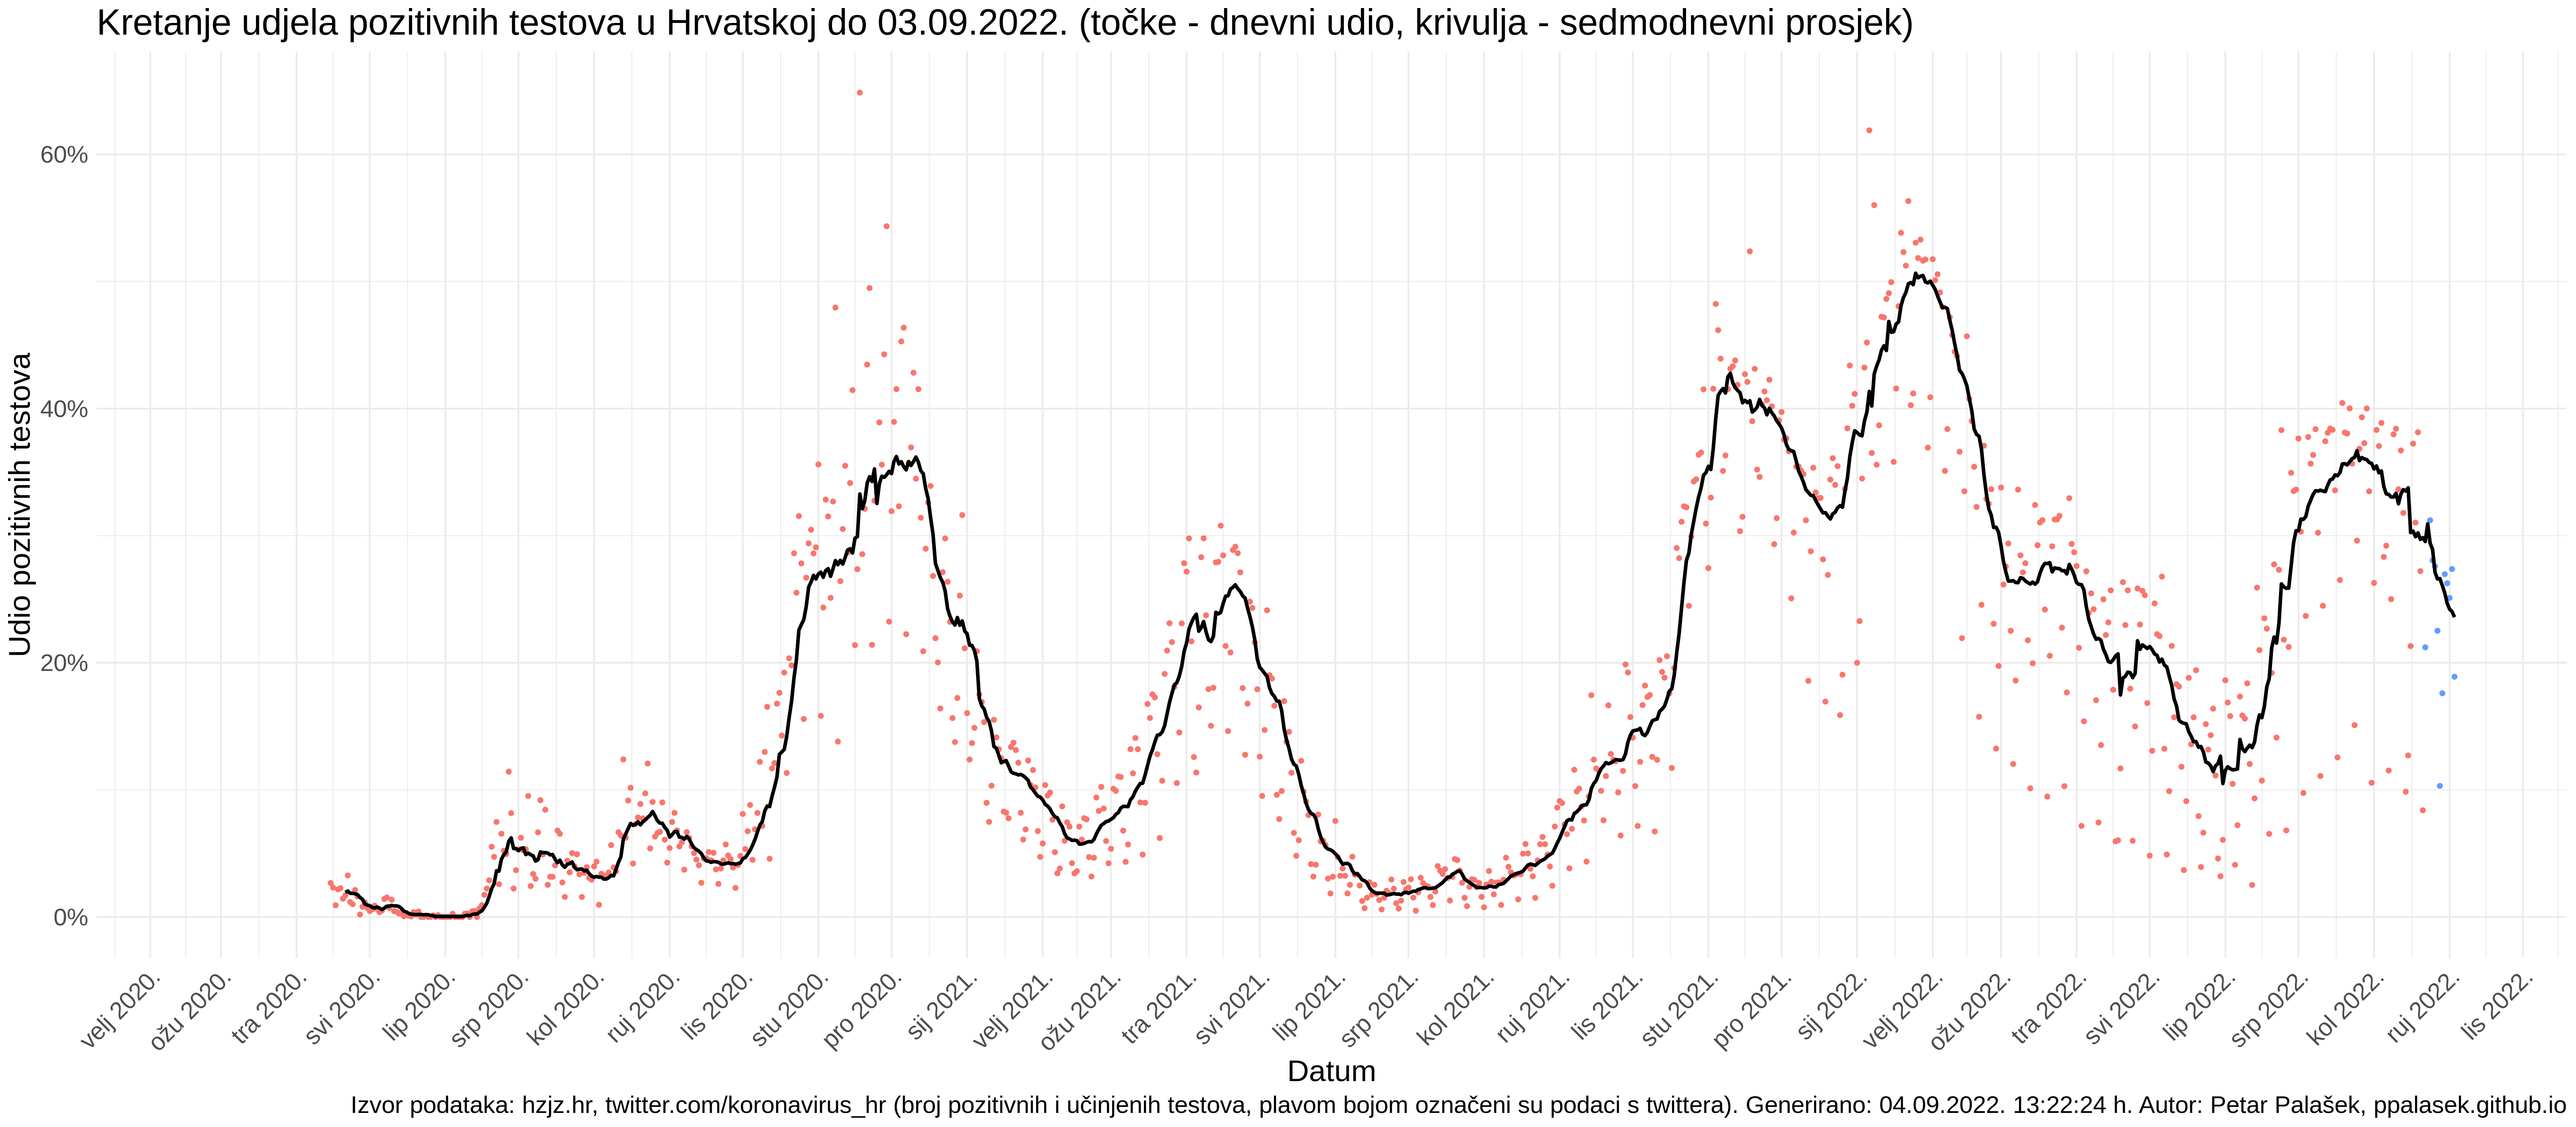 Kretanje udjela pozitivnih testova u Hrvatskoj do 03.09.2022. (točke - dnevni udio, krivulja - sedmodnevni prosjek)
Udio pozitivnih testova
60%
40%
20%
0%
velj 2020.
ožu 2020.
tra 2020.
svi 2020.
lip 2020.
srp 2020.
kol 2020.
ruj 2020.
lis 2020.
stu 2020.
pro 2020.
sij 2021.
velj 2021.
ožu 2021.
tra 2021.
svi 2021.
lip 2021.
srp 2021.
kol 2021.
ruj 2021.
lis 2021.
stu 2021.
pro 2021.
sij 2022.
velj 2022.
ožu 2022.
tra 2022.
svi 2022.
lip 2022.
srp 2022.
kol 2022.
ruj 2022.
lis 2022.
Datum
Izvor podataka: hzjz.hr, twitter.com/koronavirus_hr (broj pozitivnih i učinjenih testova, plavom bojom označeni su podaci s twittera). Generirano: 04.09.2022. 13:22:24 h. Autor: Petar Palašek, ppalasek.github.io